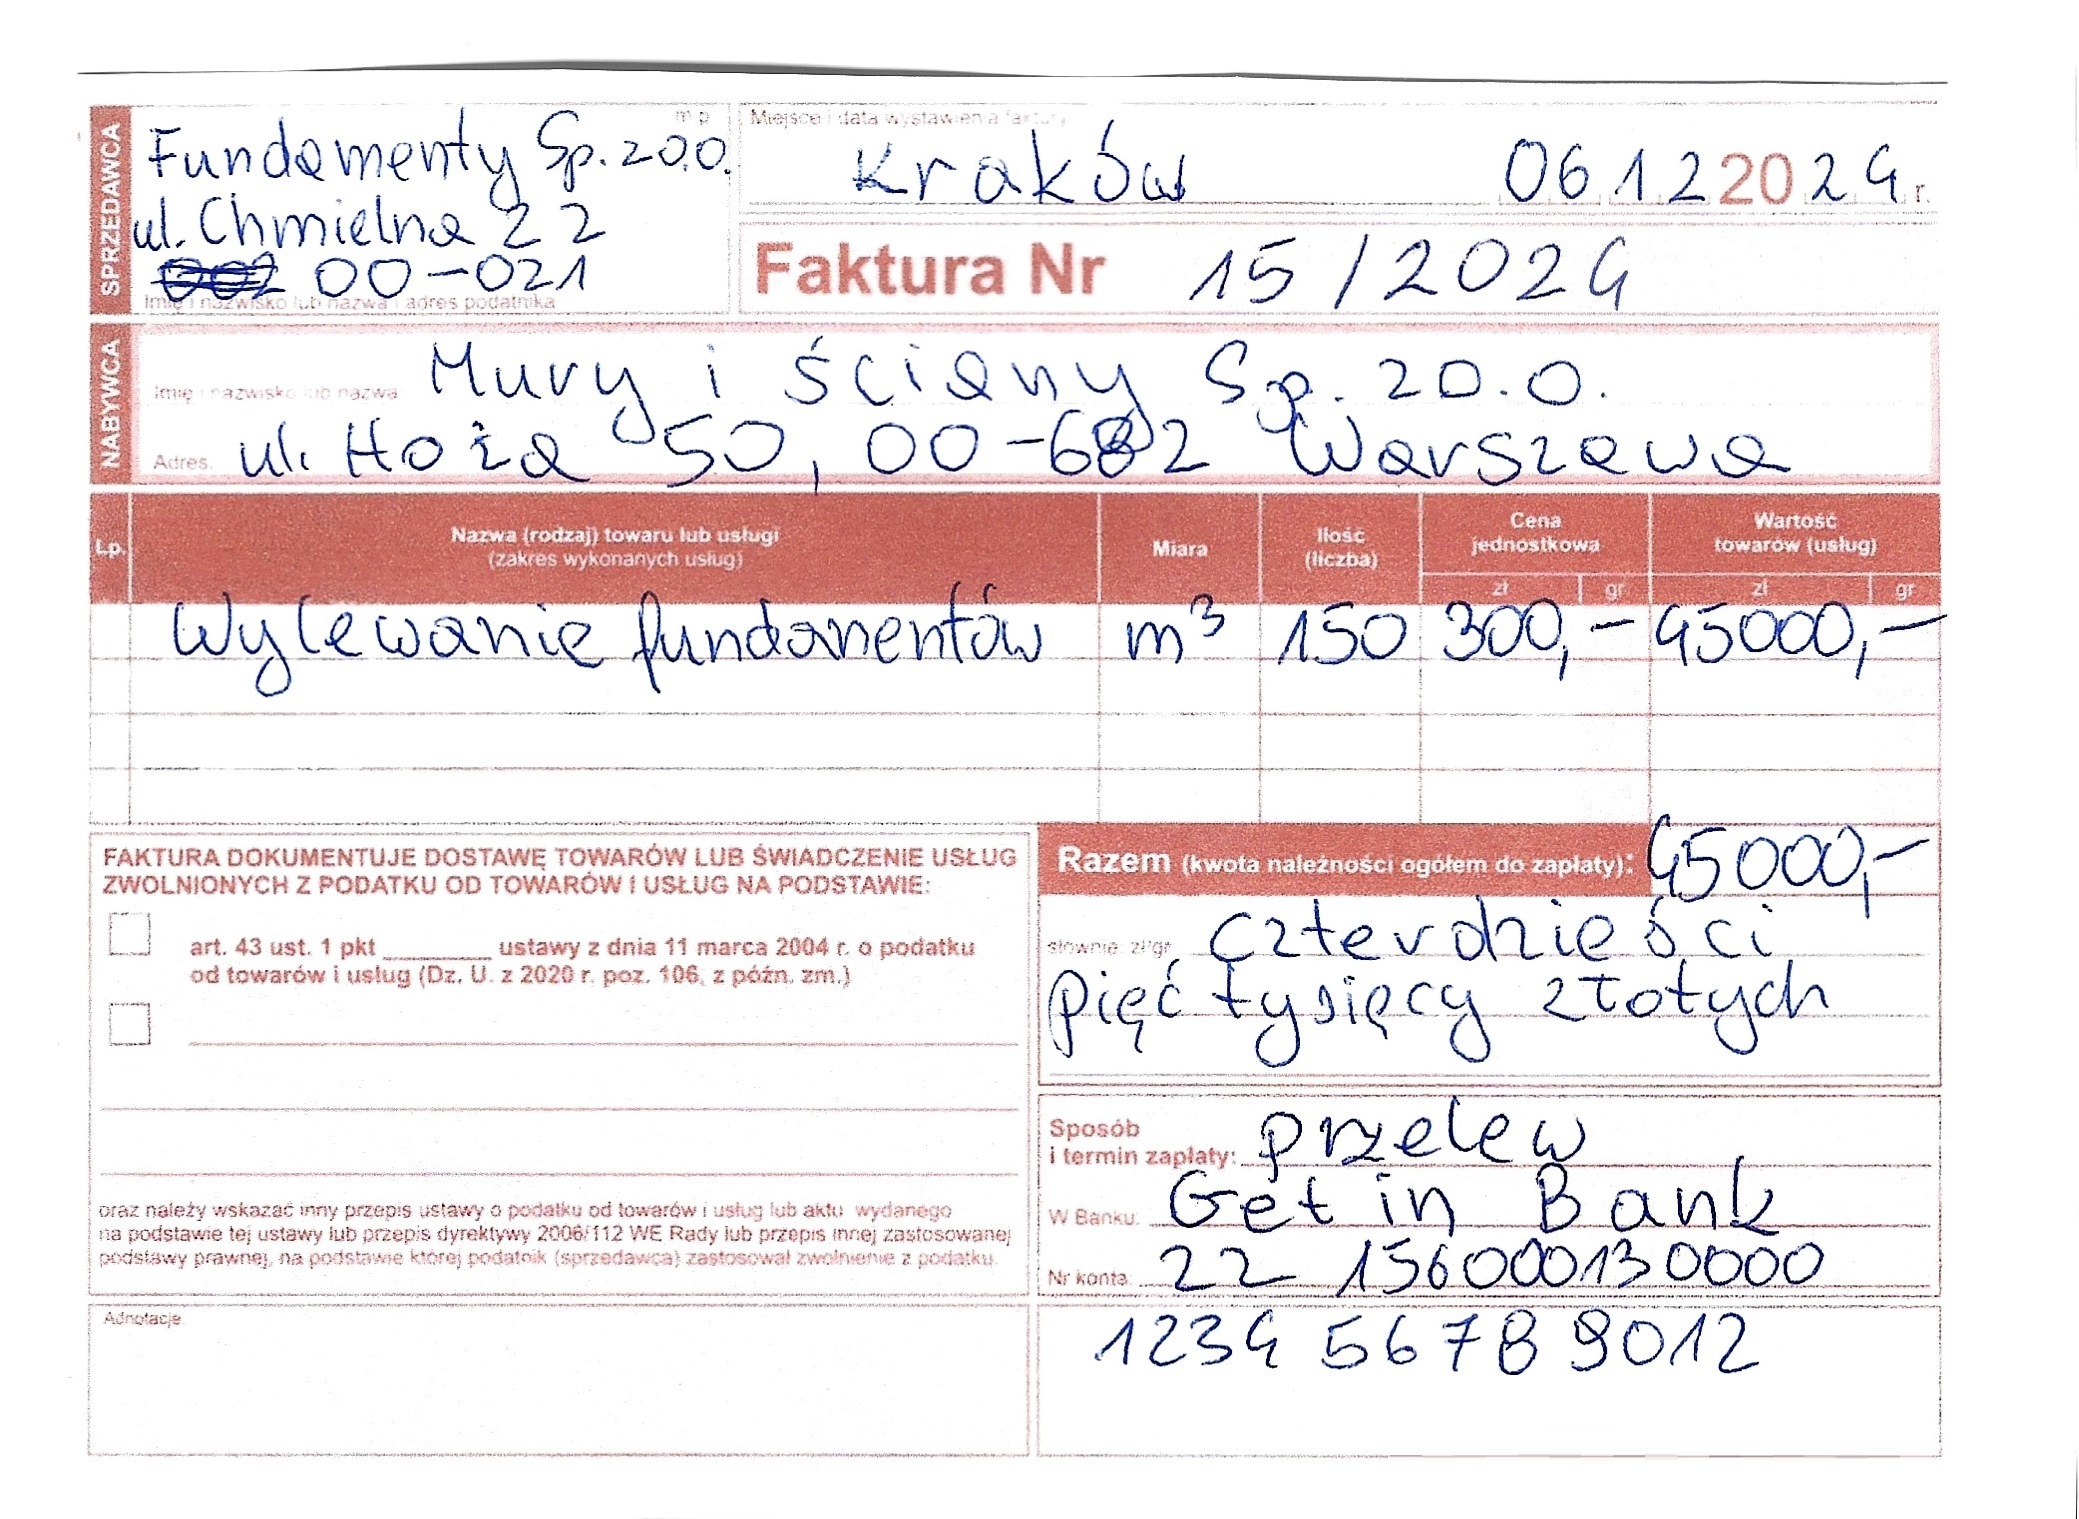 SPRZEDAWCA
m.p.
Fundamenty Sp. z o.o.
ul. Chmielna 22
00-021
Imię i nazwisko lub nazwa i adres podatnika
Miejsce i data wystawienia faktury
Kraków 06 12 2024 r.
Faktura Nr 15/2024
NABYWCA
Imię i nazwisko lub nazwa Mury i ściany Sp. z o.o.
Adres ul. Hoża 50, 00-682 Warszawa
Lp. Nazwa (rodzaj) towaru lub usługi Miara Ilość Cena Wartość
(zakres wykonanych usług) (liczba) jednostkowa towarów (usług)
zł gr zł gr
Wylewanie fundamentów m³ 150 300,- 45000,-
FAKTURA DOKUMENTUJE DOSTAWĘ TOWARÓW LUB ŚWIADCZENIE USŁUG
ZWOLNIONYCH Z PODATKU OD TOWARÓW I USŁUG NA PODSTAWIE:
art. 43 ust. 1 pkt ________ ustawy z dnia 11 marca 2004 r. o podatku
od towarów i usług (Dz. U. z 2020 r. poz. 106, z późn. zm.)
oraz należy wskazać inny przepis ustawy o podatku od towarów i usług lub aktu wydanego
na podstawie tej ustawy lub przepis dyrektywy 2006/112 WE Rady lub przepis innej zastosowanej
podstawy prawnej, na podstawie której podatnik (sprzedawca) zastosował zwolnienie z podatku.
Adnotacje
Razem (kwota należności ogółem do zapłaty): 45000,-
słownie: zł/gr czterdzieści
pięć tysięcy złotych
Sposób
i termin zapłaty: przelew
W Banku: Get in Bank
Nr konta 22 156000130000
1234 5678 9012